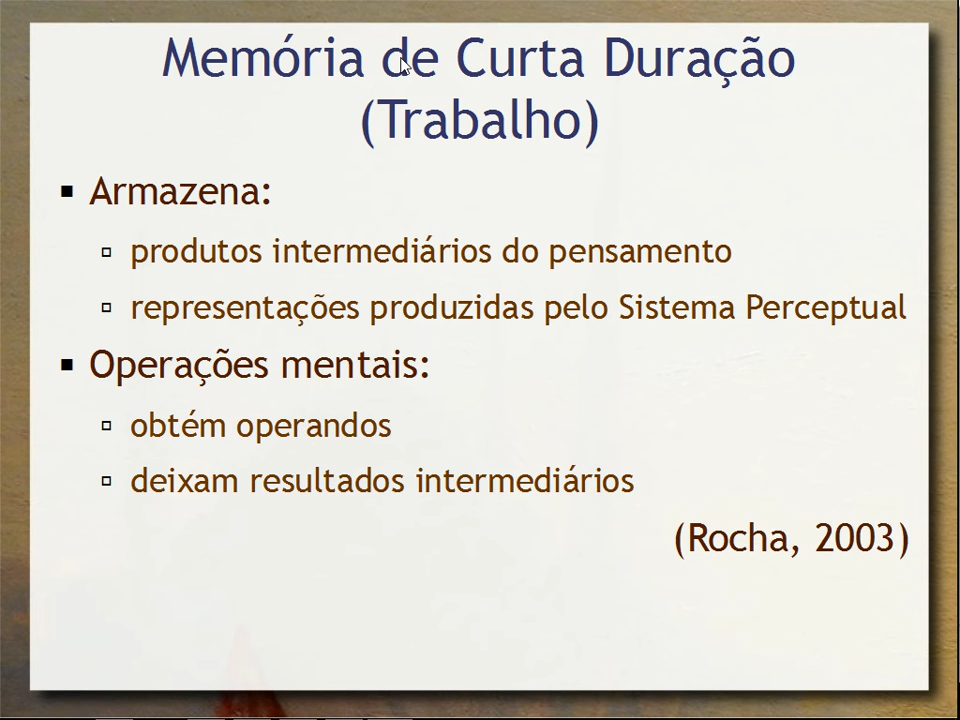 Memória de Curta Duração
(Trabalho)
Armazena:
produtos intermediários do pensamento
representações produzidas pelo Sistema Perceptual
Operações mentais:
obtém operandos
deixam resultados intermediários
(Rocha, 2003)